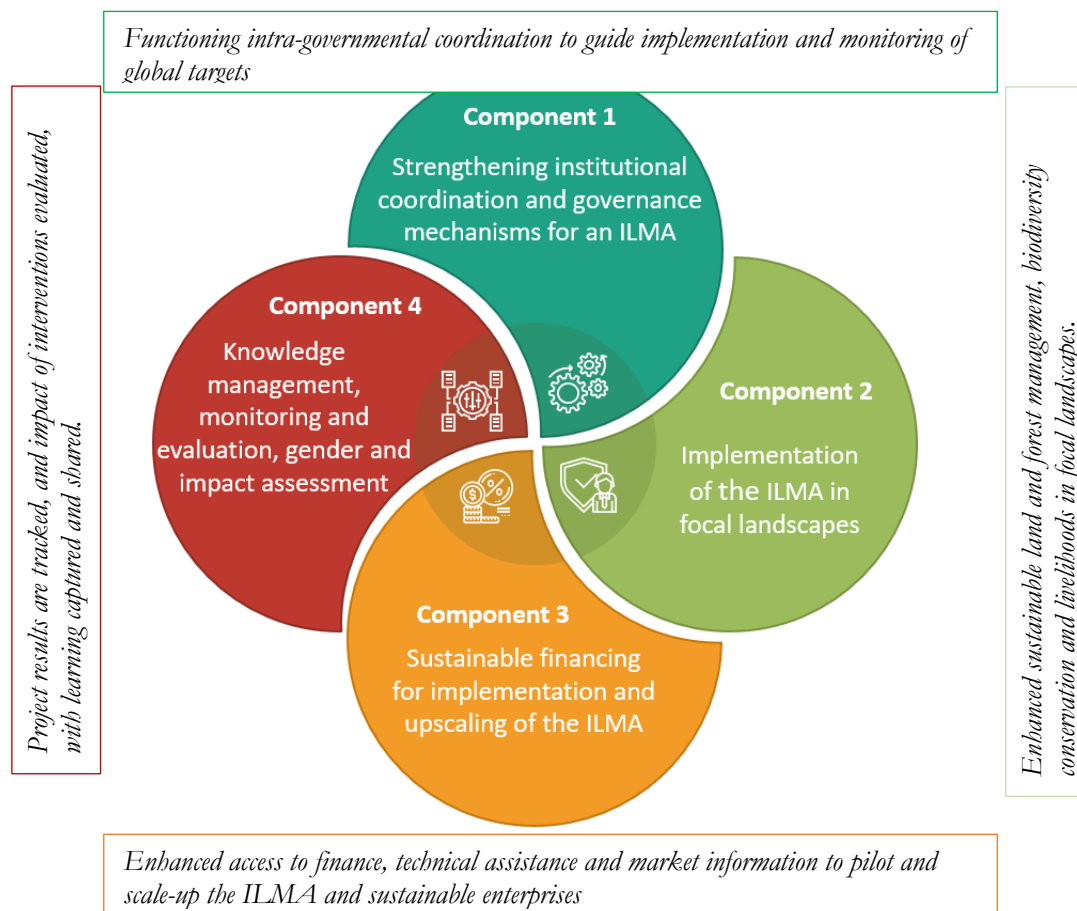 Functioning intra-governmental coordination to guide implementation and monitoring of
global targets
Component 1
Strengthening institutional
coordination and governance
mechanisms for an ILMA
Component 4
Knowledge
management,
monitoring and
evaluation, gender and
impact assessment
Component 2
Implementation
of the ILMA in
focal landscapes
Component 3
Sustainable financing
for implementation and
upscaling of the ILMA
Project results are tracked, and impact of interventions evaluated,
with learning captured and shared.
Enhanced sustainable land and forest management, biodiversity
conservation and livelihoods in focal landscapes.
Enhanced access to finance, technical assistance and market information to pilot and
scale-up the ILMA and sustainable enterprises